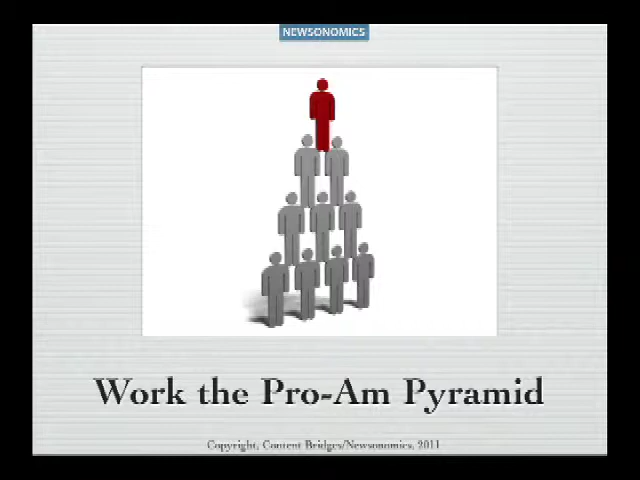 NEWSONOMICS
Work the Pro-Am Pyramid
Copyright, Content Bridges/Newsonomics, 2011